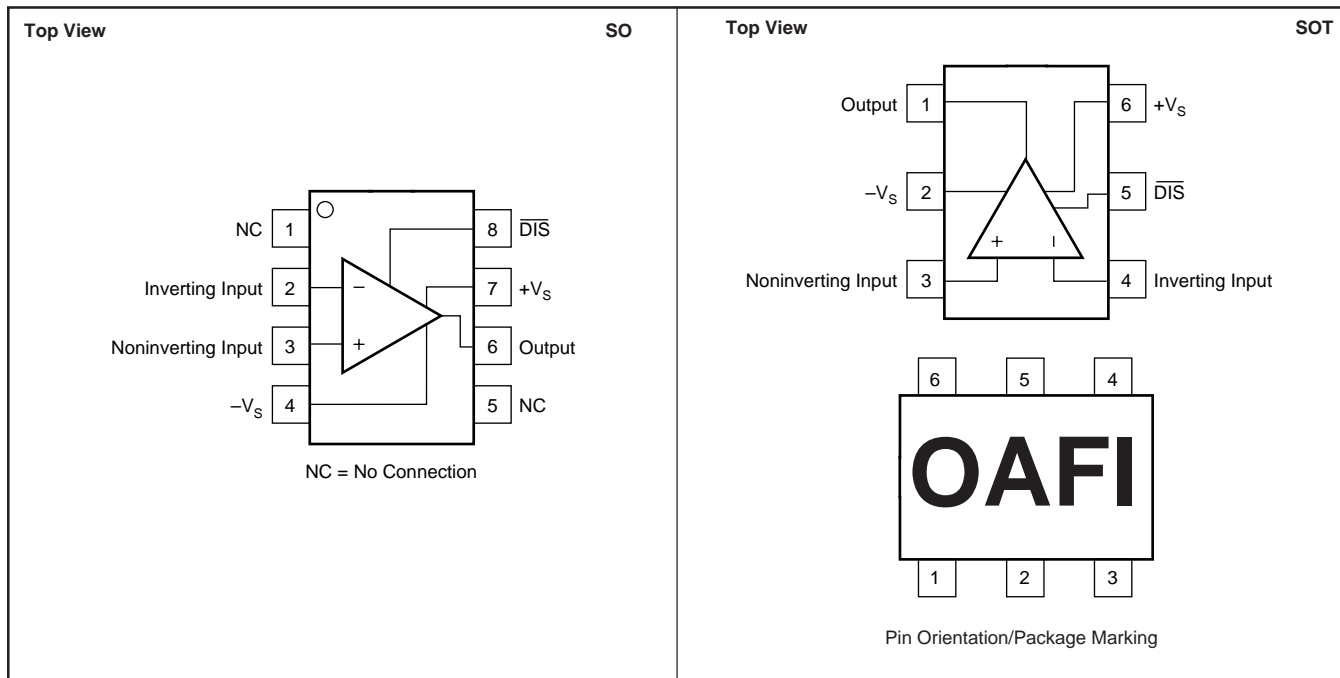 Top View SO
NC 1 8 DIS
Inverting Input 2 − 7 +VS
Noninverting Input 3 + 6 Output
–VS 4 5 NC
NC = No Connection
Top View SOT
Output 1 6 +VS
–VS 2 5 DIS
Noninverting Input 3 + − 4 Inverting Input
6 5 4
OAFI
1 2 3
Pin Orientation/Package Marking